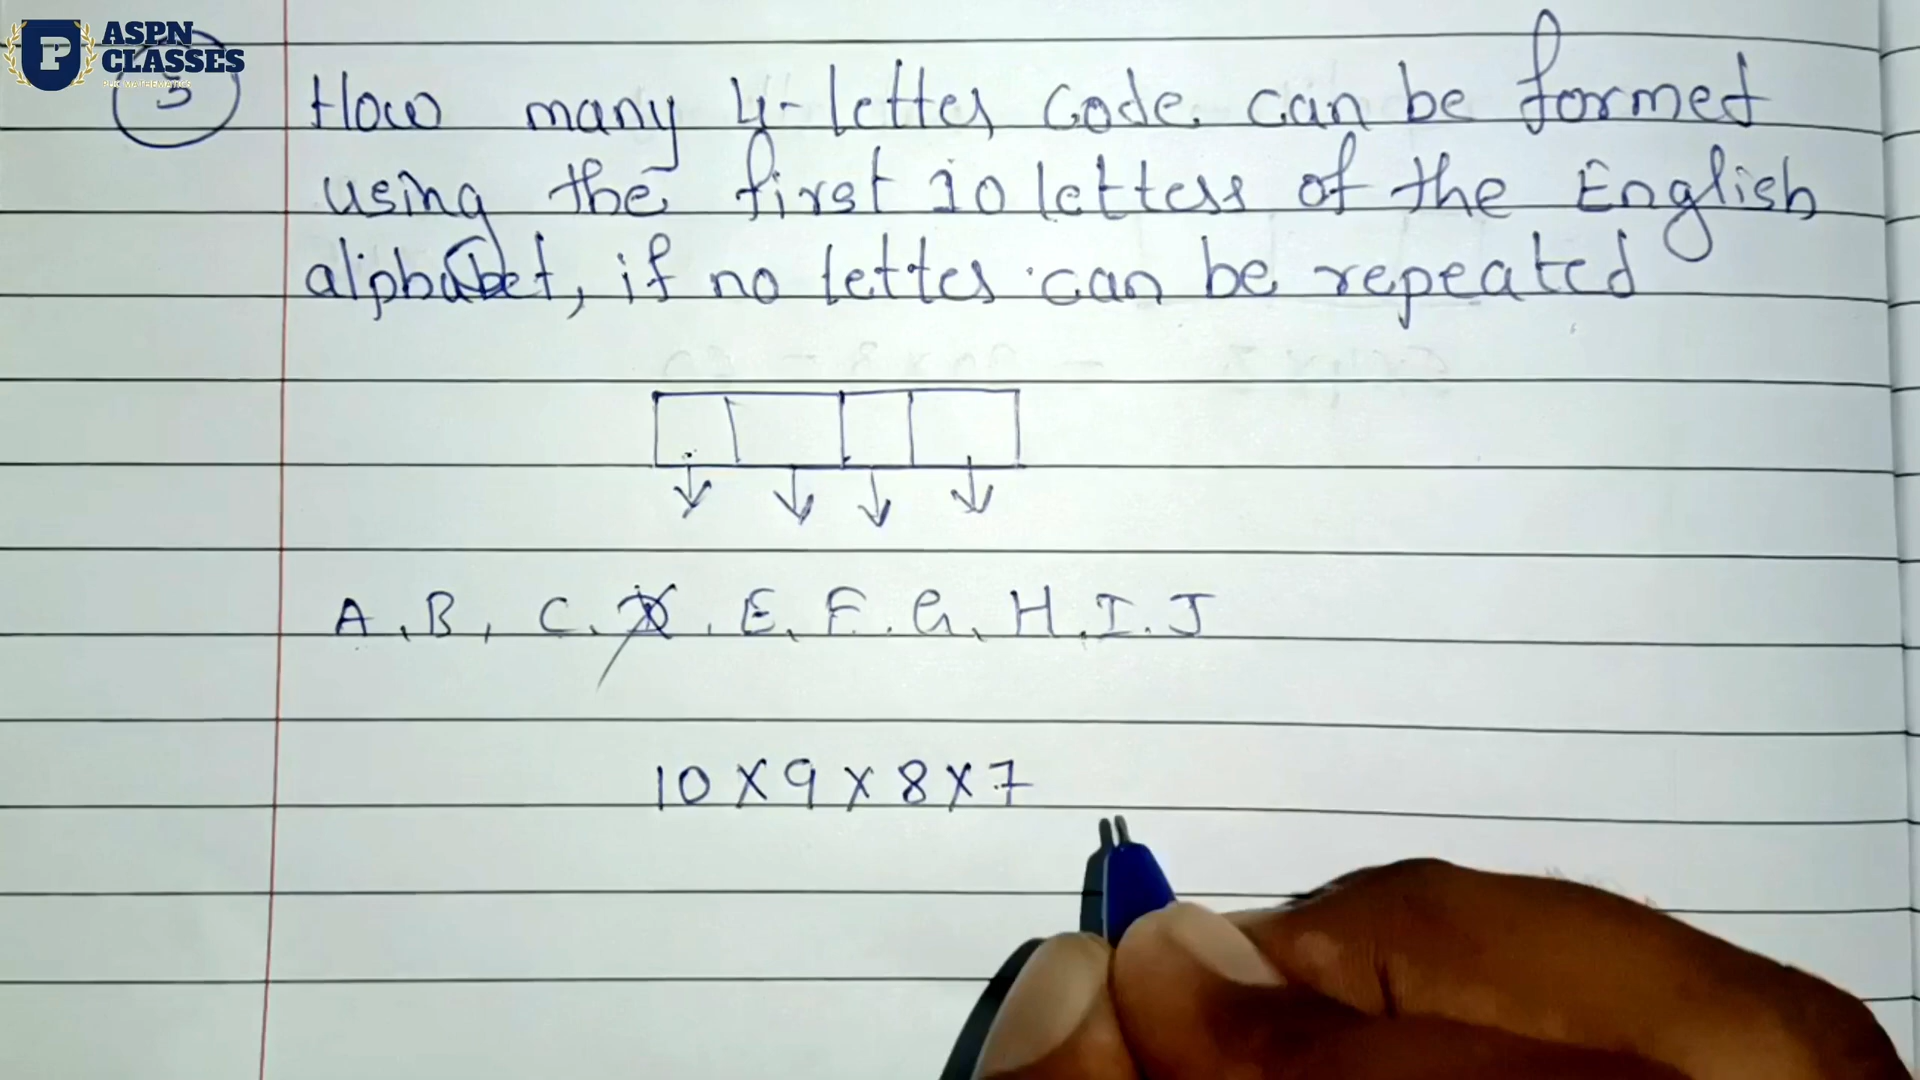 ASPN
CLASSES
How many 4-letter code can be formed
using the first 10 letters of the English
alphabet, if no letter can be repeated
A, B, C, D, E, F, G, H, I, J
10 X 9 X 8 X 7